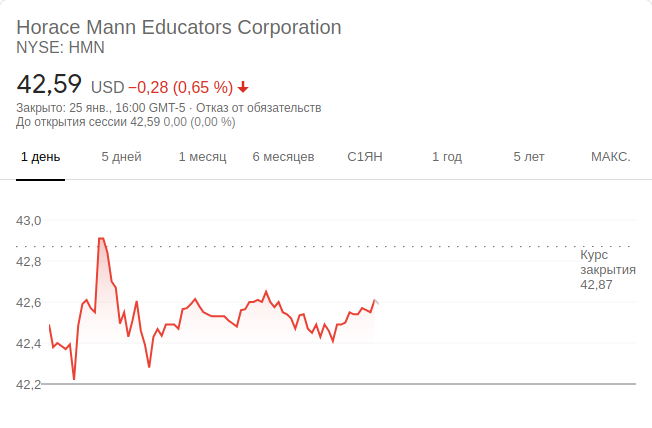 Horace Mann Educators Corporation
NYSE: HMN
42,59 USD −0,28 (0,65 %)
Закрыто: 25 янв., 16:00 GMT-5 · Отказ от обязательств
До открытия сессии 42,59 0,00 (0,00 %)
1 день 5 дней 1 месяц 6 месяцев С1ЯН 1 год 5 лет МАКС.
43,0
42,8
42,6
42,4
42,2
Курс
закрытия
42,87